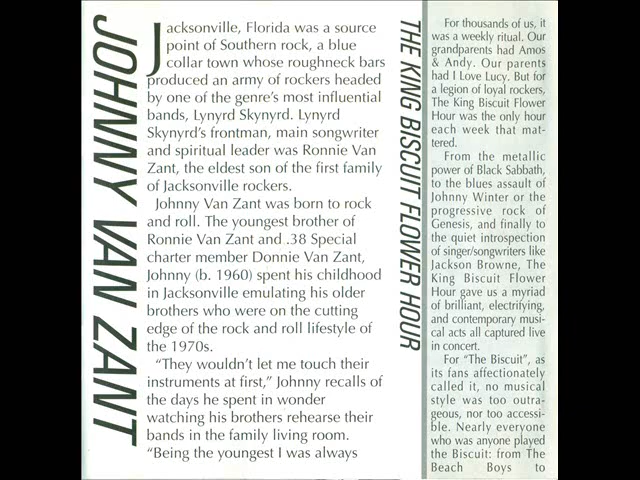 JOHNNY VAN ZANT
Jacksonville, Florida was a source
point of Southern rock, a blue
collar town whose roughneck bars
produced an army of rockers headed
by one of the genre's most influential
bands, Lynyrd Skynyrd. Lynyrd
Skynyrd's frontman, main songwriter
and spiritual leader was Ronnie Van
Zant, the eldest son of the first family
of Jacksonville rockers.
Johnny Van Zant was born to rock
and roll. The youngest brother of
Ronnie Van Zant and .38 Special
charter member Donnie Van Zant,
Johnny (b. 1960) spent his childhood
in Jacksonville emulating his older
brothers who were on the cutting
edge of the rock and roll lifestyle of
the 1970s.
"They wouldn't let me touch their
instruments at first," Johnny recalls of
the days he spent in wonder
watching his brothers rehearse their
bands in the family living room.
"Being the youngest I was always
THE KING BISCUIT FLOWER HOUR
For thousands of us, it
was a weekly ritual. Our
grandparents had Amos
& Andy. Our parents
had I Love Lucy. But for
a legion of loyal rockers,
The King Biscuit Flower
Hour was the only hour
each week that mat-
tered.
From the metallic
power of Black Sabbath,
to the blues assault of
Johnny Winter or the
progressive rock of
Genesis, and finally to
the quiet introspection
of singer/songwriters like
Jackson Browne, The
King Biscuit Flower
Hour gave us a myriad
of brilliant, electrifying,
and contemporary musi-
cal acts all captured live
in concert.
For "The Biscuit", as
its fans affectionately
called it, no musical
style was too outra-
geous, nor too accessi-
ble. Nearly everyone
who was anyone played
the Biscuit: from The
Beach Boys to